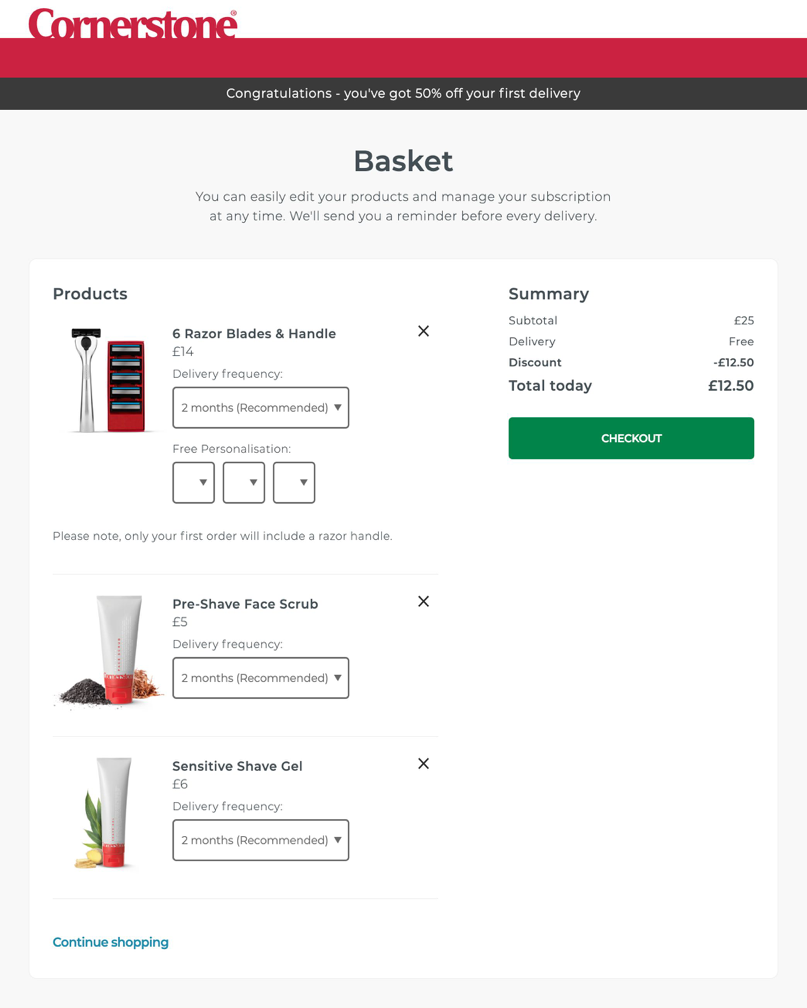 Cornerstone®
Congratulations - you've got 50% off your first delivery
Basket
You can easily edit your products and manage your subscription
at any time. We'll send you a reminder before every delivery.
Products
6 Razor Blades & Handle
£14
Delivery frequency:
2 months (Recommended)
Free Personalisation:
Please note, only your first order will include a razor handle.
Pre-Shave Face Scrub
£5
Delivery frequency:
2 months (Recommended)
Sensitive Shave Gel
£6
Delivery frequency:
2 months (Recommended)
Continue shopping
Summary
Subtotal £25
Delivery Free
Discount -£12.50
Total today £12.50
CHECKOUT